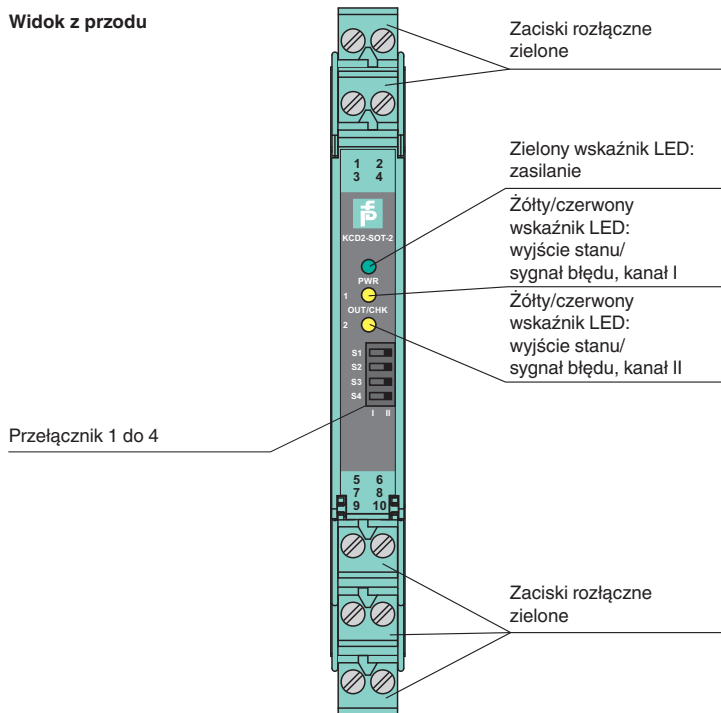 Widok z przodu
Zaciski rozłączne
zielone
1 2
3 4
KCD2-SOT-2
Zielony wskaźnik LED:
zasilanie
PWR
1
Żółty/czerwony
wskaźnik LED:
wyjście stanu/
sygnał błędu, kanał I
OUT/CHK
2
Żółty/czerwony
wskaźnik LED:
wyjście stanu/
sygnał błędu, kanał II
S1
S2
S3
S4
I II
Przełącznik 1 do 4
5 6
7 8
9 10
Zaciski rozłączne
zielone